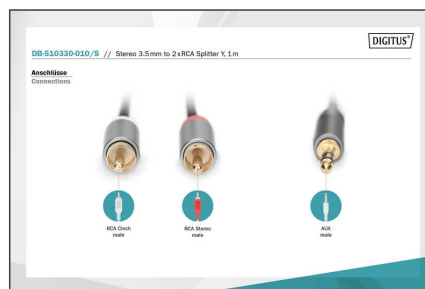 DIGITUS®
DB-510330-010/S // Stereo 3.5mm to 2xRCA Splitter Y, 1m
Anschlüsse
Connections
RCA Cinch
male
RCA Stereo
male
AUX
male